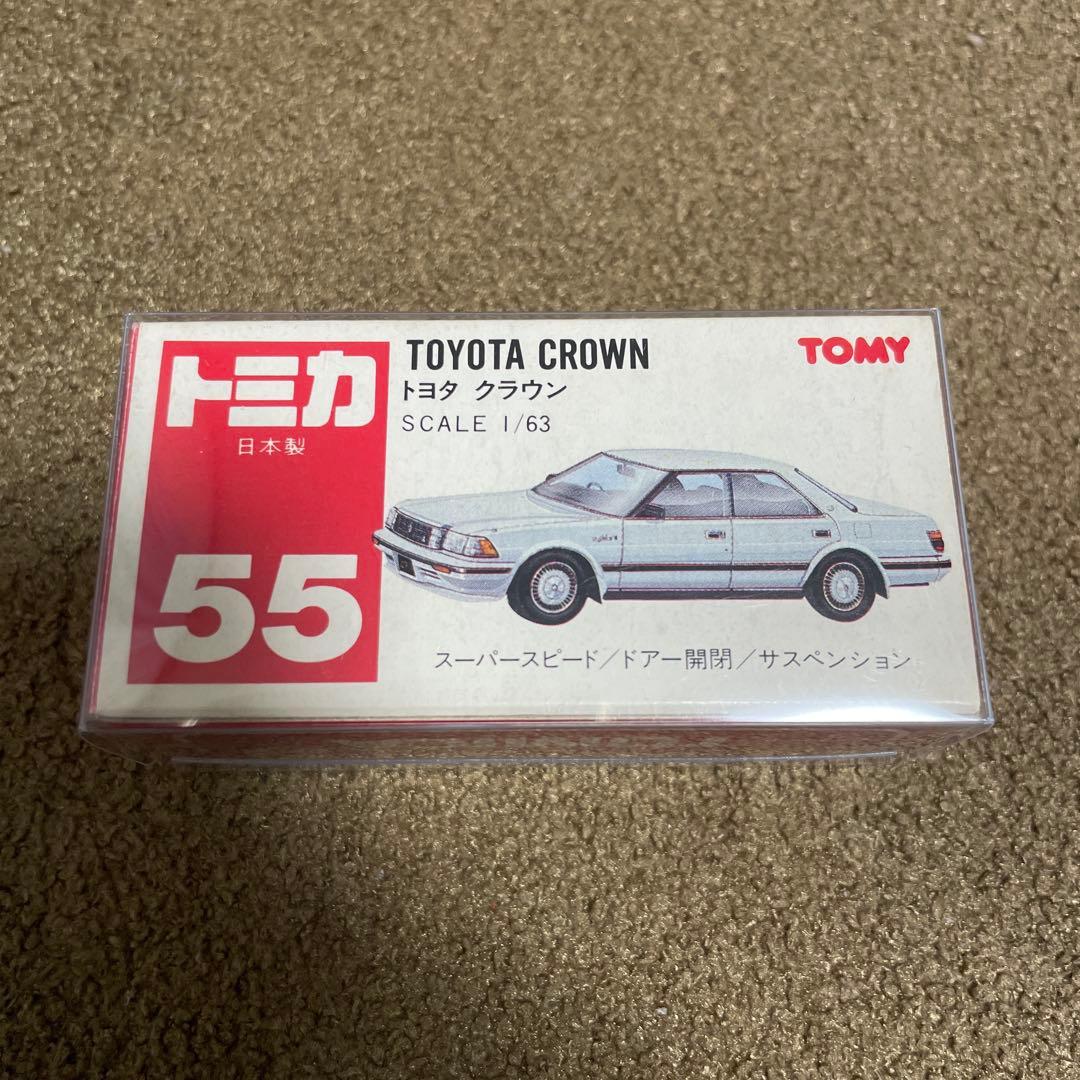 トミカ
日本製
55
TOYOTA CROWN
トヨタ クラウン
SCALE 1/63
TOMY
スーパースピード/ドアー開閉/サスペンション